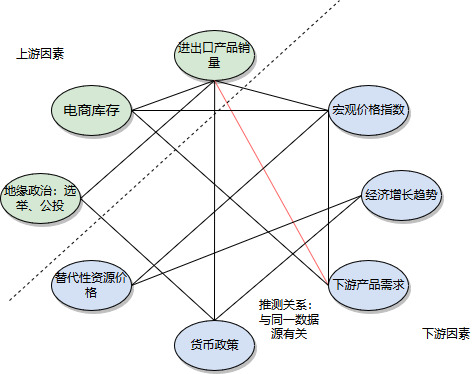 进出口产品销
量
上游因素
电商库存
宏观价格指数
地缘政治：选
举、公投
经济增长趋势
替代性资源价
格
下游产品需求
推测关系：
与同一数据
源有关
货币政策
下游因素